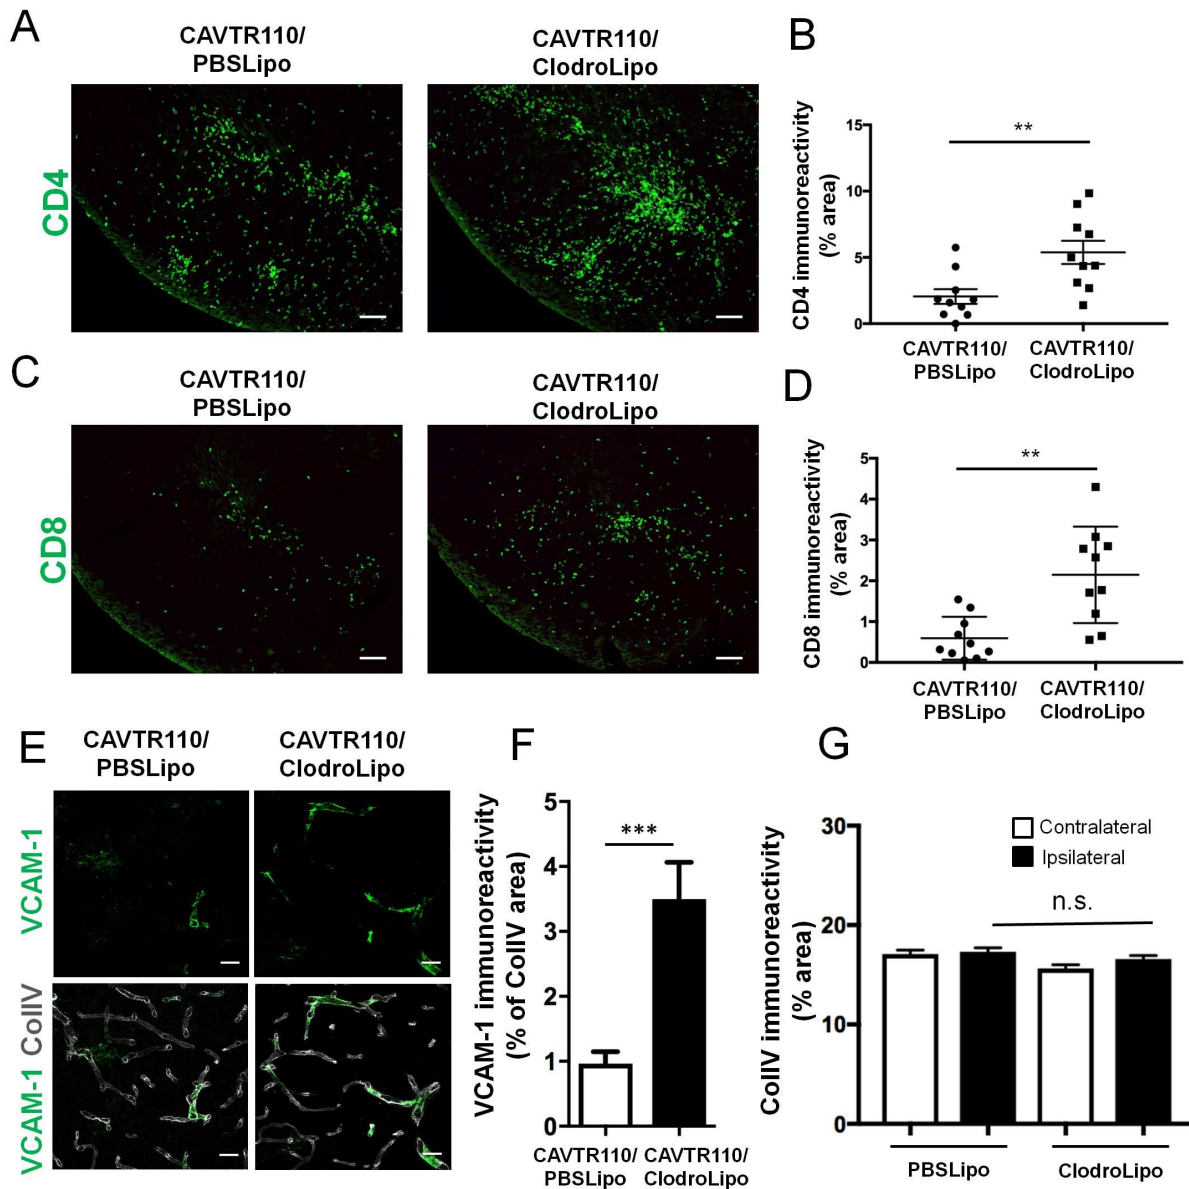 A
CAVTR110/
PBSLipo
CAVTR110/
ClodroLipo
CD4
B
CD4 immunoreactivity
(% area)
15
10
5
0
**
CAVTR110/
PBSLipo
CAVTR110/
ClodroLipo
C
CAVTR110/
PBSLipo
CAVTR110/
ClodroLipo
CD8
D
CD8 immunoreactivity
(% area)
5
4
3
2
1
0
**
CAVTR110/
PBSLipo
CAVTR110/
ClodroLipo
E
CAVTR110/
PBSLipo
CAVTR110/
ClodroLipo
VCAM-1
VCAM-1 CollV
F
VCAM-1 immunoreactivity
(% of CollV area)
5
4
3
2
1
0
***
CAVTR110/
PBSLipo
CAVTR110/
ClodroLipo
G
CollV immunoreactivity
(% area)
30
20
10
0
Contralateral
Ipsilateral
n.s.
PBSLipo
ClodroLipo